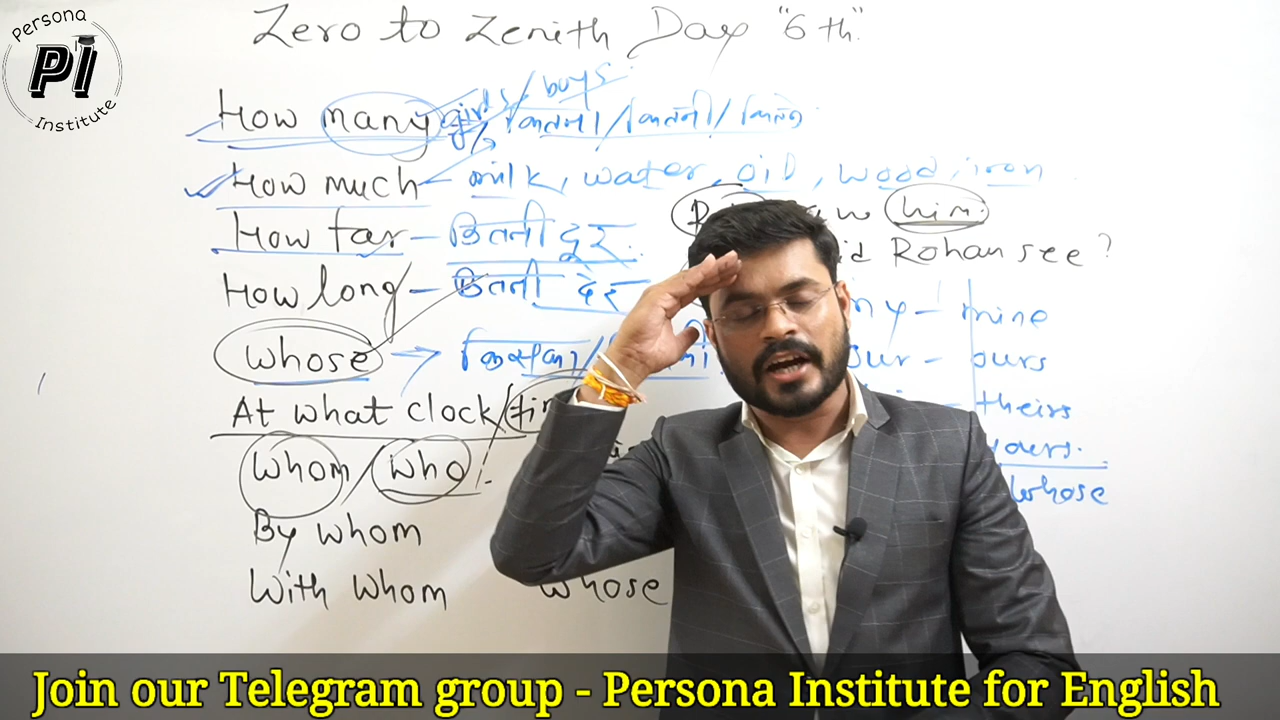 Persona
PI
Institute
Zero to Zenith Day "6th"
How many girls / boys
कितना / कितनी / कितने
How much - milk, water, oil, wood, iron
him.
How far - कितनी दूर.
Rohan see?
How long - कितनी देर
my - mine
whose → किसका /
our - ours
At what clock /
theirs
whom / who
yours.
whose
By whom
With whom
whose
Join our Telegram group - Persona Institute for English